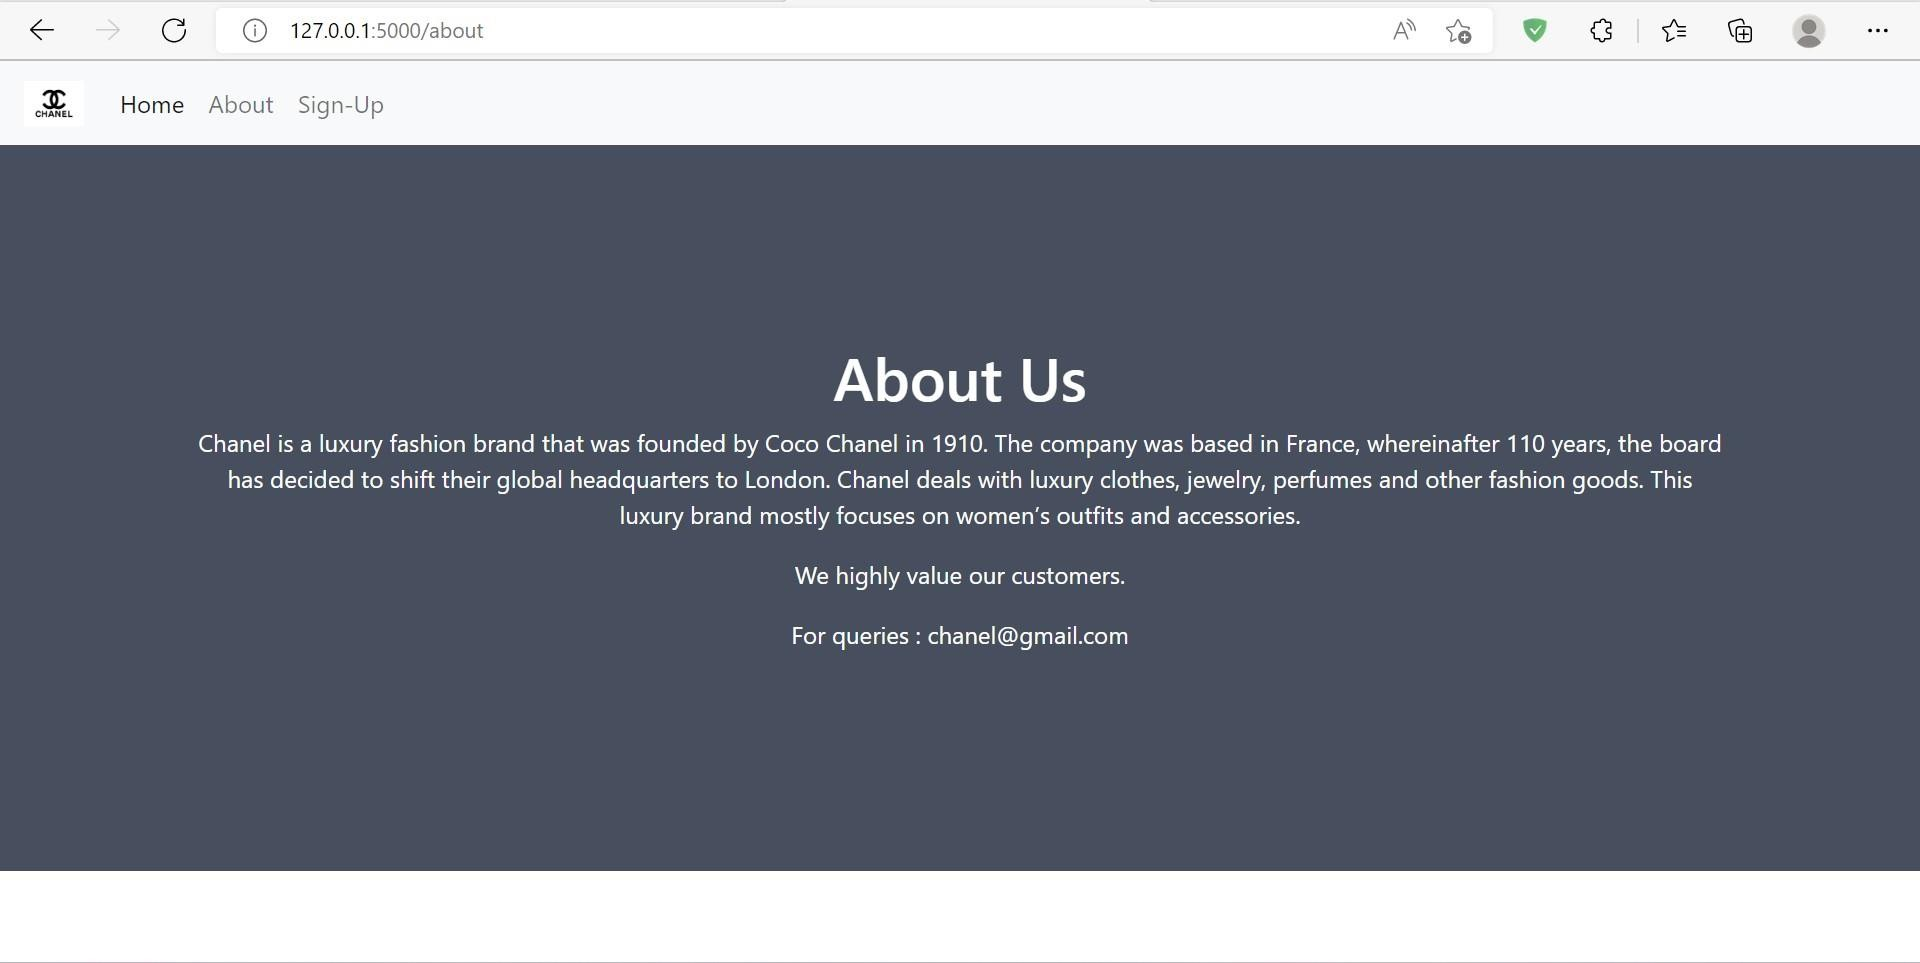 127.0.0.1:5000/about
CHANEL
Home About Sign-Up
About Us
Chanel is a luxury fashion brand that was founded by Coco Chanel in 1910. The company was based in France, whereinafter 110 years, the board
has decided to shift their global headquarters to London. Chanel deals with luxury clothes, jewelry, perfumes and other fashion goods. This
luxury brand mostly focuses on women’s outfits and accessories.
We highly value our customers.
For queries : chanel@gmail.com